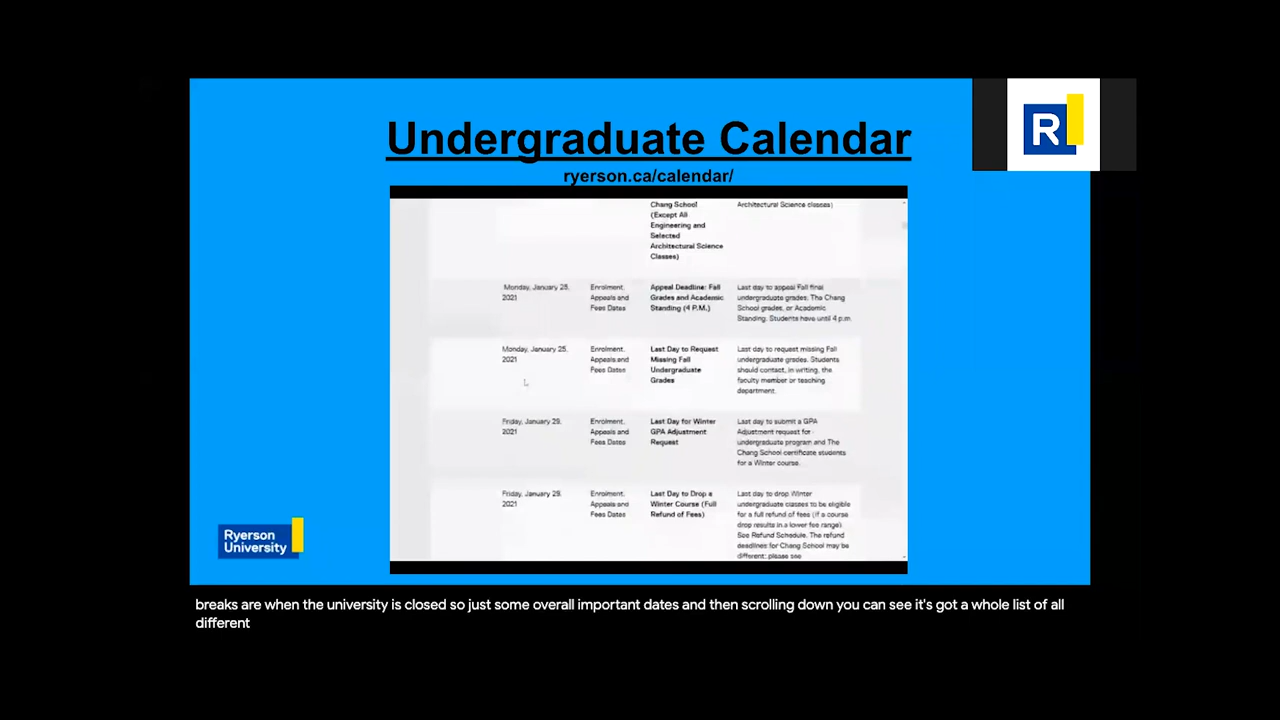 Undergraduate Calendar
ryerson.ca/calendar/
R
Chang School
(Except All
Engineering and
Selected
Architectural Science
Classes)
Architectural Science classes)
Monday, January 25,
2021
Enrolment,
Appeals and
Fees Dates
Appeal Deadline: Fall
Grades and Academic
Standing (4 P.M.)
Last day to appeal Fall final
undergraduate grades, The Chang
School grades, or Academic
Standing. Students have until 4 p.m.
Monday, January 25,
2021
Enrolment,
Appeals and
Fees Dates
Last Day to Request
Missing Fall
Undergraduate
Grades
Last day to request missing Fall
undergraduate grades. Students
should contact, in writing, the
faculty member or teaching
department.
Friday, January 29,
2021
Enrolment,
Appeals and
Fees Dates
Last Day for Winter
GPA Adjustment
Request
Last day to submit a GPA
Adjustment request for
undergraduate program and The
Chang School certificate students
for a Winter course.
Friday, January 29,
2021
Enrolment,
Appeals and
Fees Dates
Last Day to Drop a
Winter Course (Full
Refund of Fees)
Last day to drop Winter
undergraduate classes to be eligible
for a full refund of fees (if a course
drop results in a lower fee range).
See Refund Schedule. The refund
deadlines for Chang School may be
different; please see
Ryerson
University
breaks are when the university is closed so just some overall important dates and then scrolling down you can see it's got a whole list of all
different